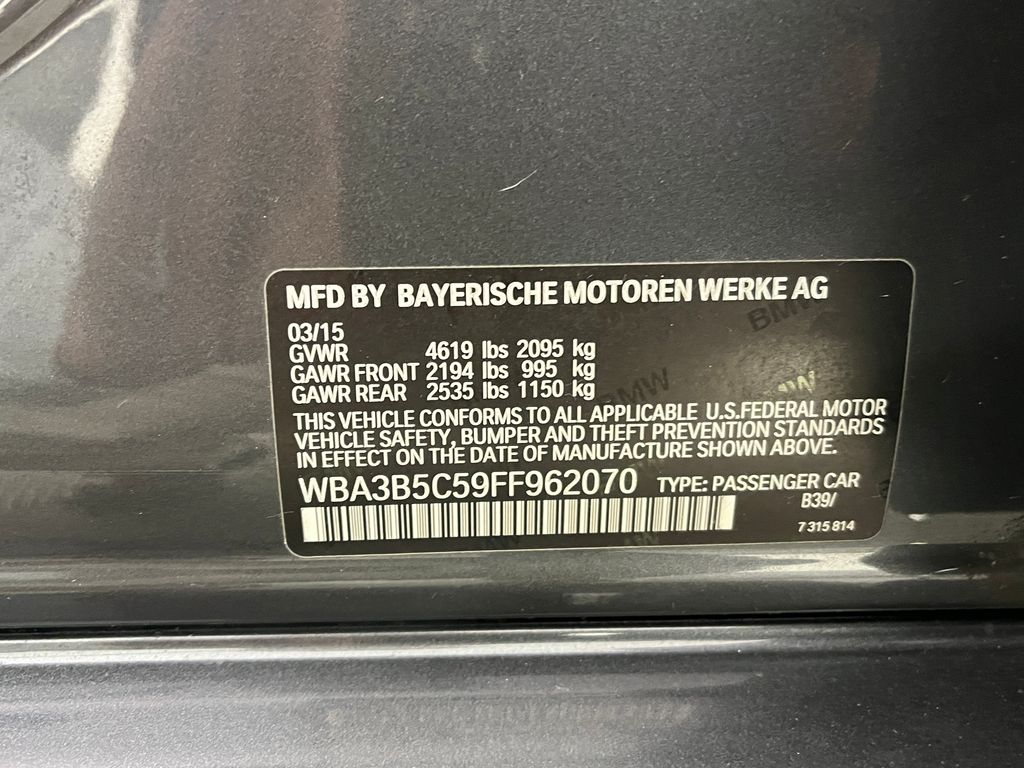 MFD BY BAYERISCHE MOTOREN WERKE AG
03/15
GVWR 4619 lbs 2095 kg
GAWR FRONT 2194 lbs 995 kg
GAWR REAR 2535 lbs 1150 kg
THIS VEHICLE CONFORMS TO ALL APPLICABLE U.S.FEDERAL MOTOR
VEHICLE SAFETY, BUMPER AND THEFT PREVENTION STANDARDS
IN EFFECT ON THE DATE OF MANUFACTURE SHOWN ABOVE.
WBA3B5C59FF962070 TYPE: PASSENGER CAR
B39/
7 315 814
BMW
BMW
BMW